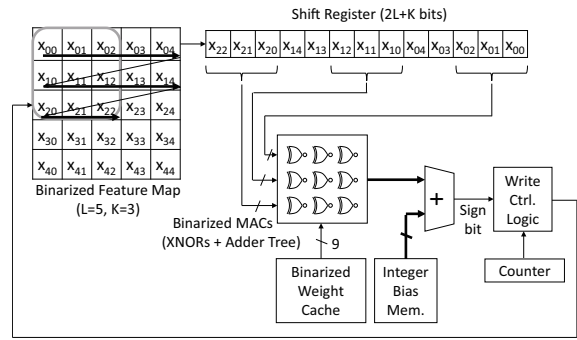 Shift Register (2L+K bits)
X00 X01 X02 X03 X04
X22 X21 X20 X14 X13 X12 X11 X10 X04 X03 X02 X01 X00
X10 X11 X12 X13 X14
X20 X21 X22 X23 X24
X30 X31 X32 X33 X34
X40 X41 X42 X43 X44
Binarized Feature Map
(L=5, K=3)
Binarized MACs
(XNORs + Adder Tree)
9
Binarized
Weight
Cache
Integer
Bias
Mem.
+
Sign
bit
Write
Ctrl.
Logic
Counter